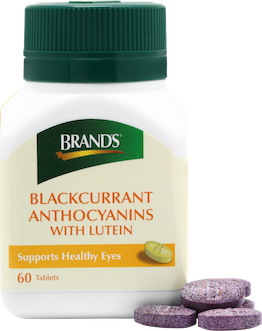 BRAND'S®
BLACKCURRANT
ANTHOCYANINS
WITH LUTEIN
Supports Healthy Eyes
60 Tablets